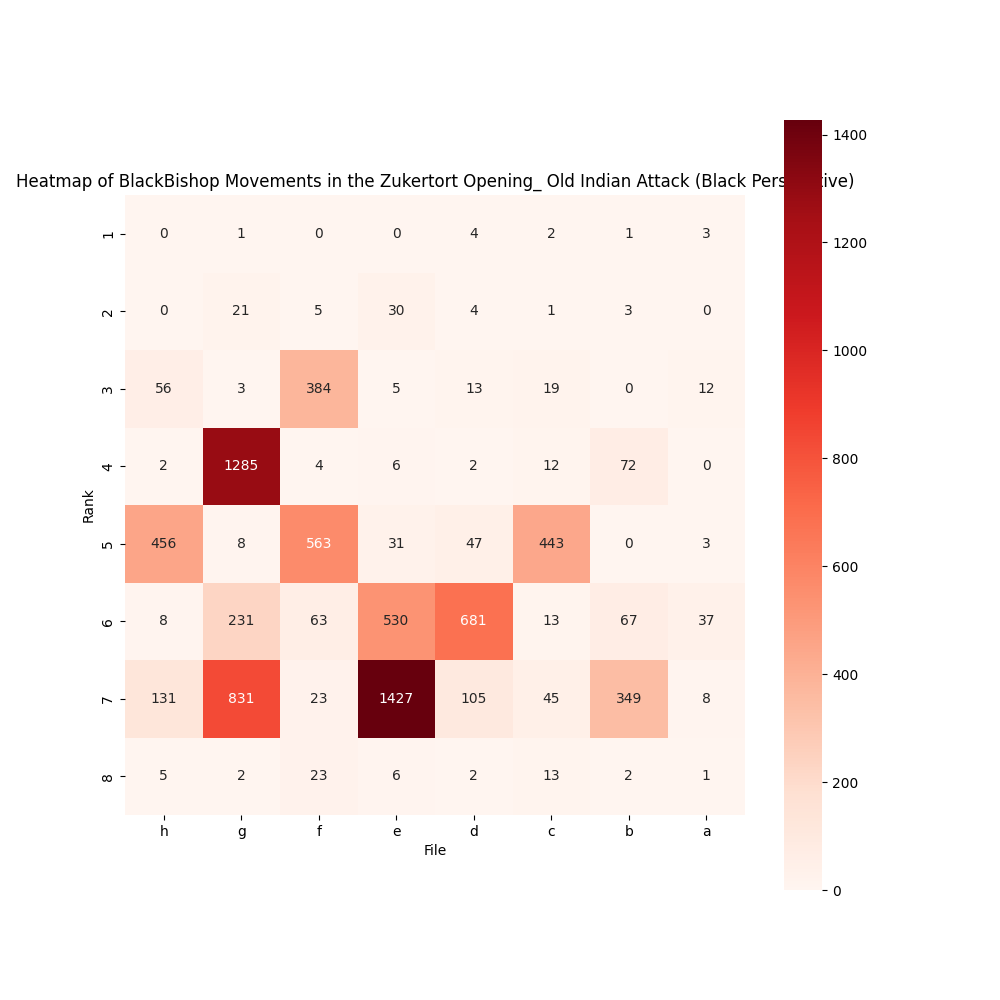 Heatmap of BlackBishop Movements in the Zukertort Opening_ Old Indian Attack (Black Pers tive)
1400
1200
1000
800
600
400
200
0
Rank
1 0 1 0 0 4 2 1 3
2 0 21 5 30 4 1 3 0
3 56 3 384 5 13 19 0 12
4 2 1285 4 6 2 12 72 0
5 456 8 563 31 47 443 0 3
6 8 231 63 530 681 13 67 37
7 131 831 23 1427 105 45 349 8
8 5 2 23 6 2 13 2 1
h g f e d c b a
File